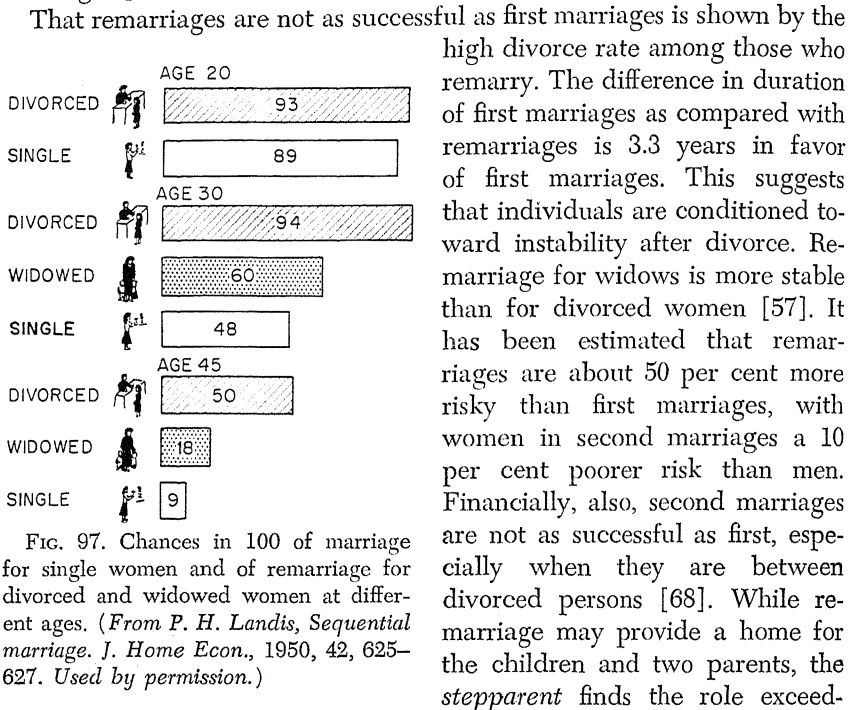 That remarriages are not as successful as first marriages is shown by the
high divorce rate among those who
remarry. The difference in duration
of first marriages as compared with
remarriages is 3.3 years in favor
of first marriages. This suggests
that individuals are conditioned to-
ward instability after divorce. Re-
marriage for widows is more stable
than for divorced women [57]. It
has been estimated that remar-
riages are about 50 per cent more
risky than first marriages, with
women in second marriages a 10
per cent poorer risk than men.
Financially, also, second marriages
are not as successful as first, espe-
cially when they are between
divorced persons [68]. While re-
marriage may provide a home for
the children and two parents, the
stepparent finds the role exceed-
AGE 20
DIVORCED 93
SINGLE 89
AGE 30
DIVORCED 94
WIDOWED 60
SINGLE 48
AGE 45
DIVORCED 50
WIDOWED 18
SINGLE 9
FIG. 97. Chances in 100 of marriage
for single women and of remarriage for
divorced and widowed women at differ-
ent ages. (From P. H. Landis, Sequential
marriage. J. Home Econ., 1950, 42, 625–
627. Used by permission.)